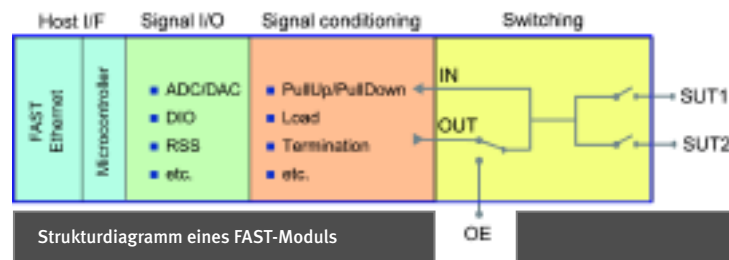 Host I/F Signal I/O Signal conditioning Switching
FAST Ethernet
Microcontroller
ADC/DAC
DIO
RSS
etc.
PullUp/PullDown
Load
Termination
etc.
IN
OUT
SUT1
SUT2
OE
Strukturdiagramm eines FAST-Moduls